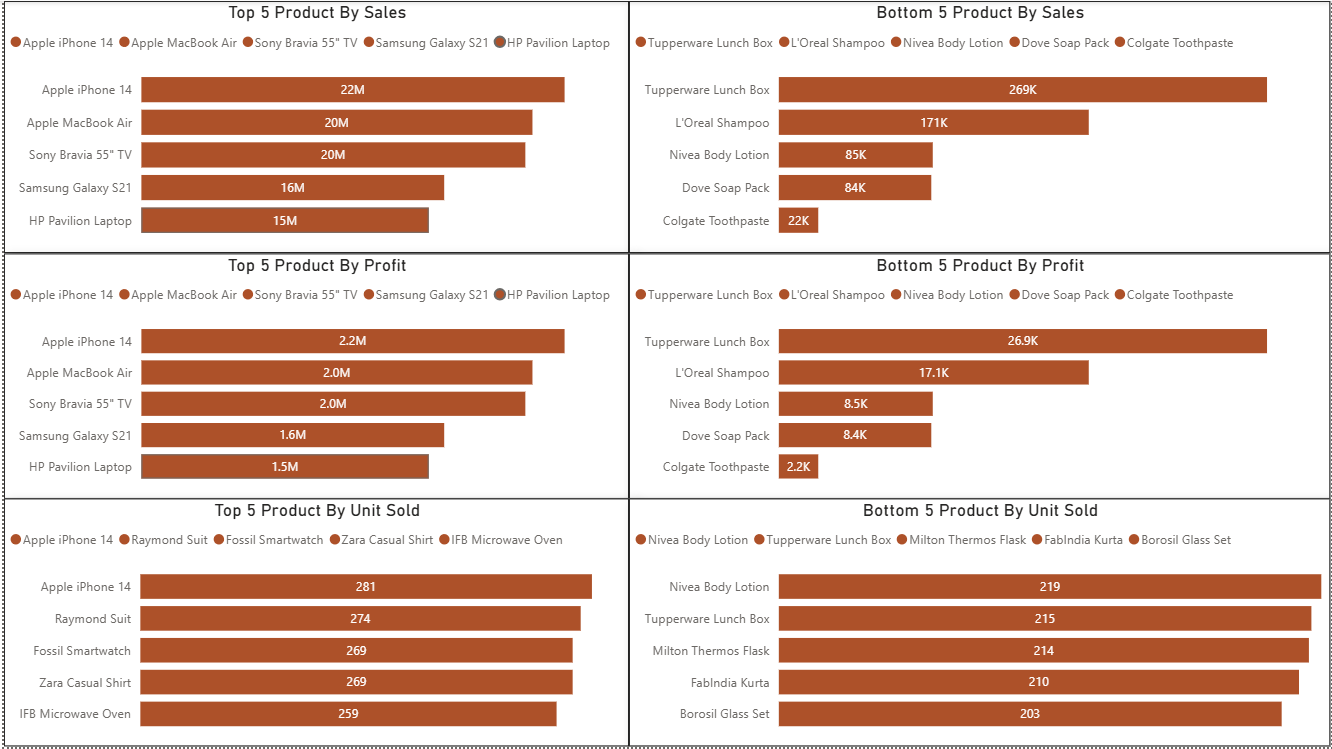 Top 5 Product By Sales
Apple iPhone 14 Apple MacBook Air Sony Bravia 55" TV Samsung Galaxy S21 HP Pavilion Laptop
Apple iPhone 14 22M
Apple MacBook Air 20M
Sony Bravia 55" TV 20M
Samsung Galaxy S21 16M
HP Pavilion Laptop 15M
Bottom 5 Product By Sales
Tupperware Lunch Box L'Oreal Shampoo Nivea Body Lotion Dove Soap Pack Colgate Toothpaste
Tupperware Lunch Box 269K
L'Oreal Shampoo 171K
Nivea Body Lotion 85K
Dove Soap Pack 84K
Colgate Toothpaste 22K
Top 5 Product By Profit
Apple iPhone 14 Apple MacBook Air Sony Bravia 55" TV Samsung Galaxy S21 HP Pavilion Laptop
Apple iPhone 14 2.2M
Apple MacBook Air 2.0M
Sony Bravia 55" TV 2.0M
Samsung Galaxy S21 1.6M
HP Pavilion Laptop 1.5M
Bottom 5 Product By Profit
Tupperware Lunch Box L'Oreal Shampoo Nivea Body Lotion Dove Soap Pack Colgate Toothpaste
Tupperware Lunch Box 26.9K
L'Oreal Shampoo 17.1K
Nivea Body Lotion 8.5K
Dove Soap Pack 8.4K
Colgate Toothpaste 2.2K
Top 5 Product By Unit Sold
Apple iPhone 14 Raymond Suit Fossil Smartwatch Zara Casual Shirt IFB Microwave Oven
Apple iPhone 14 281
Raymond Suit 274
Fossil Smartwatch 269
Zara Casual Shirt 269
IFB Microwave Oven 259
Bottom 5 Product By Unit Sold
Nivea Body Lotion Tupperware Lunch Box Milton Thermos Flask FabIndia Kurta Borosil Glass Set
Nivea Body Lotion 219
Tupperware Lunch Box 215
Milton Thermos Flask 214
FabIndia Kurta 210
Borosil Glass Set 203